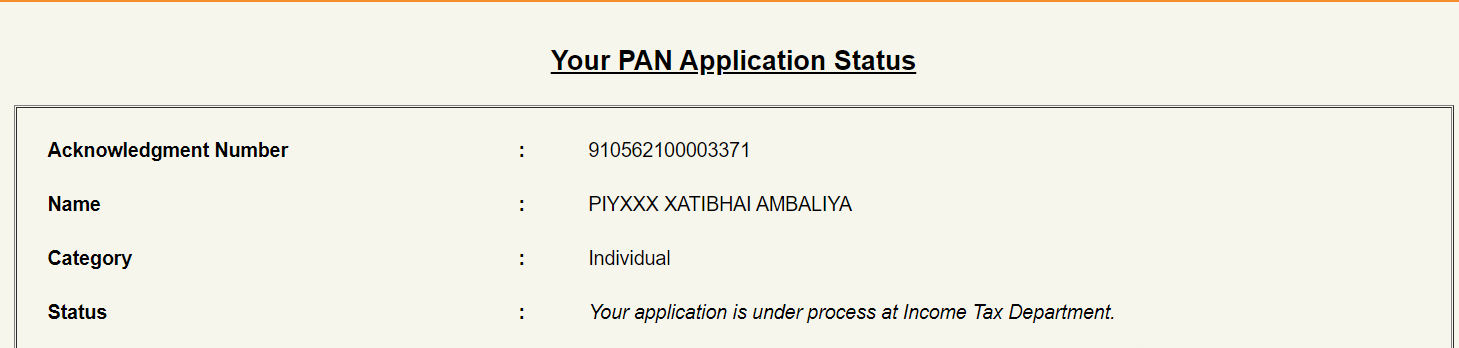 Your PAN Application Status
Acknowledgment Number : 910562100003371
Name : PIYXXX XATIBHAI AMBALIYA
Category : Individual
Status : Your application is under process at Income Tax Department.